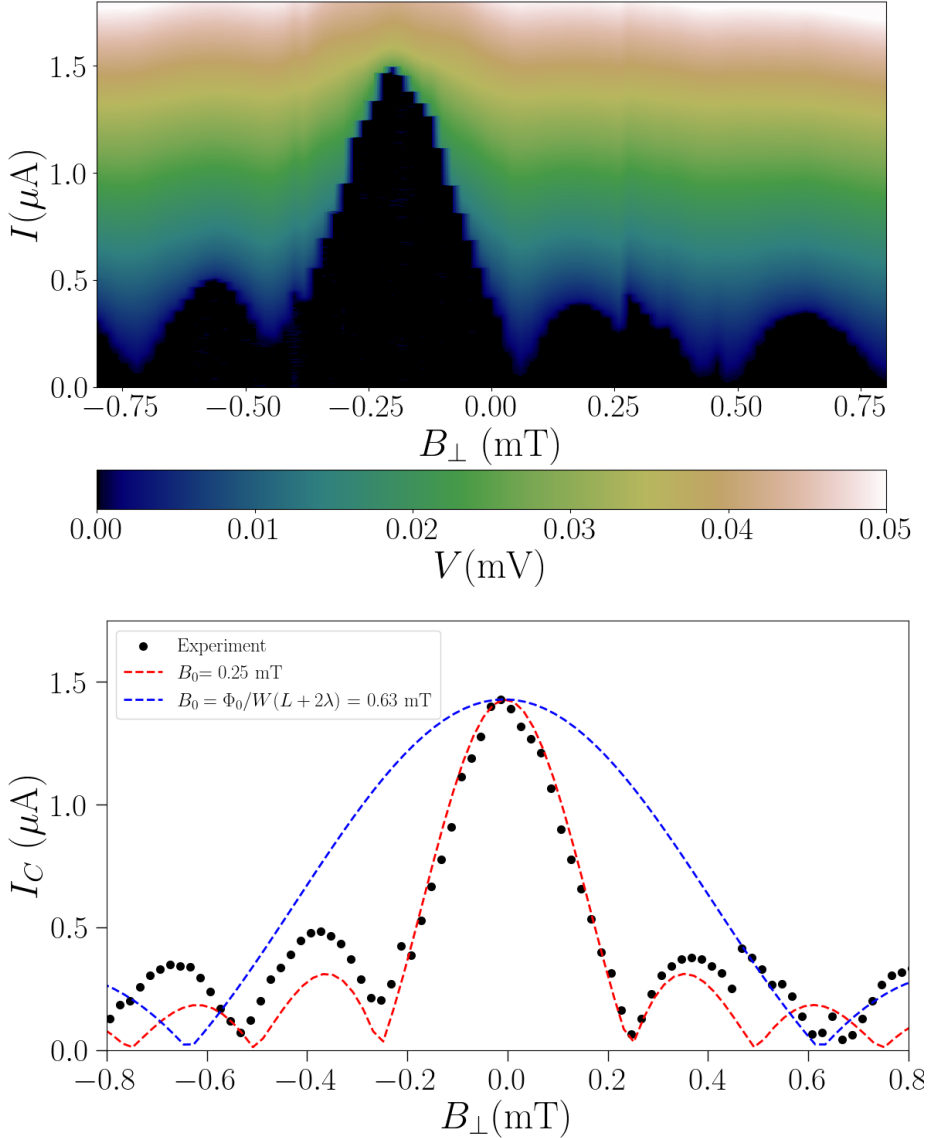 1.5
1.0
0.5
0.0
I(μA)
−0.75 −0.50 −0.25 0.00 0.25 0.50 0.75
B⊥ (mT)
0.00 0.01 0.02 0.03 0.04 0.05
V(mV)
Experiment
B₀= 0.25 mT
B₀ = Φ₀/W(L + 2λ) = 0.63 mT
1.5
1.0
0.5
0.0
I_C (μA)
−0.8 −0.6 −0.4 −0.2 0.0 0.2 0.4 0.6 0.8
B⊥(mT)